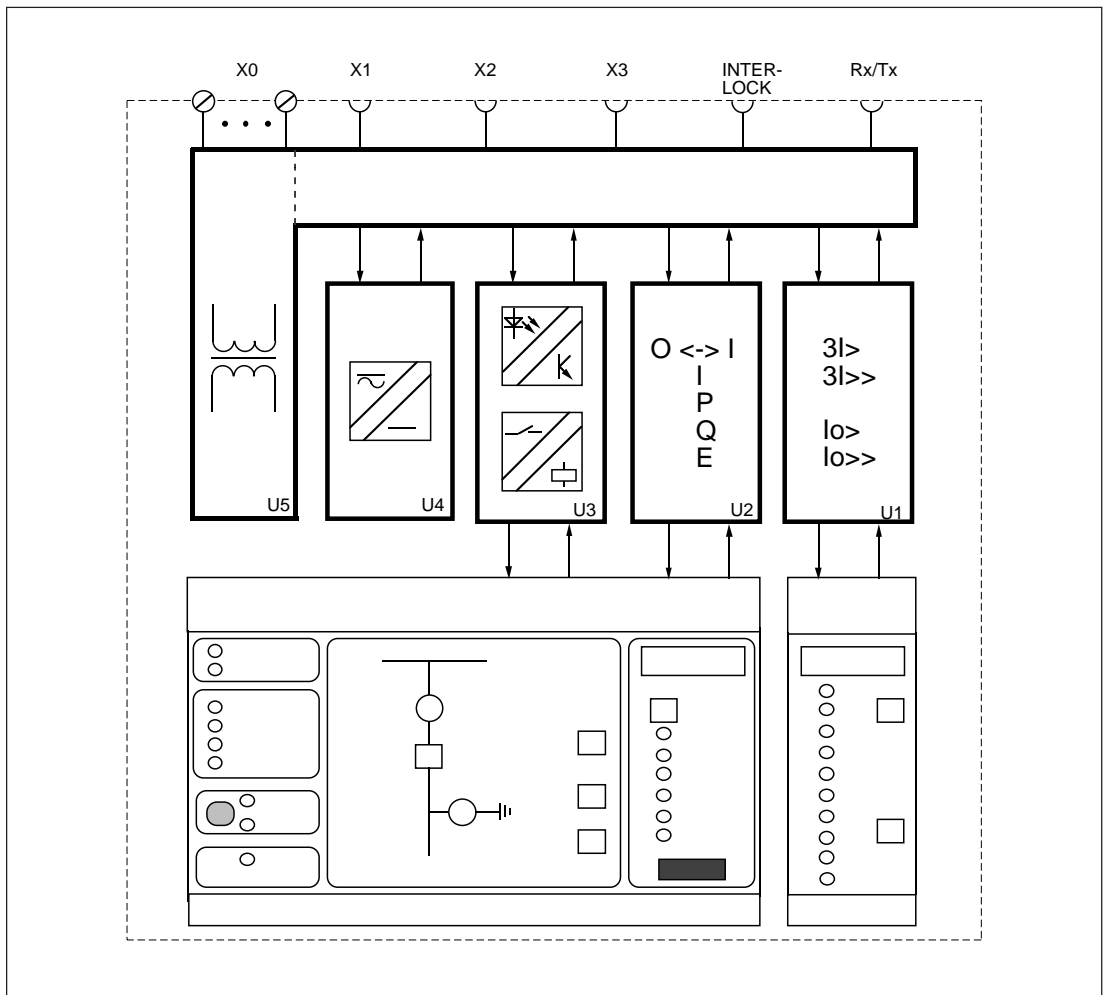 X0
X1
X2
X3
INTER-
LOCK
Rx/Tx
U5
U4
U3
O <-> I
I
P
Q
E
U2
3I>
3I>>
Io>
Io>>
U1